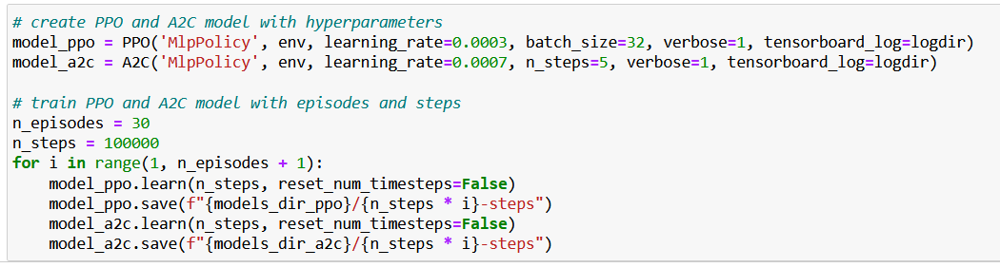 # create PPO and A2C model with hyperparameters
model_ppo = PPO('MlpPolicy', env, learning_rate=0.0003, batch_size=32, verbose=1, tensorboard_log=logdir)
model_a2c = A2C('MlpPolicy', env, learning_rate=0.0007, n_steps=5, verbose=1, tensorboard_log=logdir)

# train PPO and A2C model with episodes and steps
n_episodes = 30
n_steps = 100000
for i in range(1, n_episodes + 1):
    model_ppo.learn(n_steps, reset_num_timesteps=False)
    model_ppo.save(f"{models_dir_ppo}/{n_steps * i}-steps")
    model_a2c.learn(n_steps, reset_num_timesteps=False)
    model_a2c.save(f"{models_dir_a2c}/{n_steps * i}-steps")